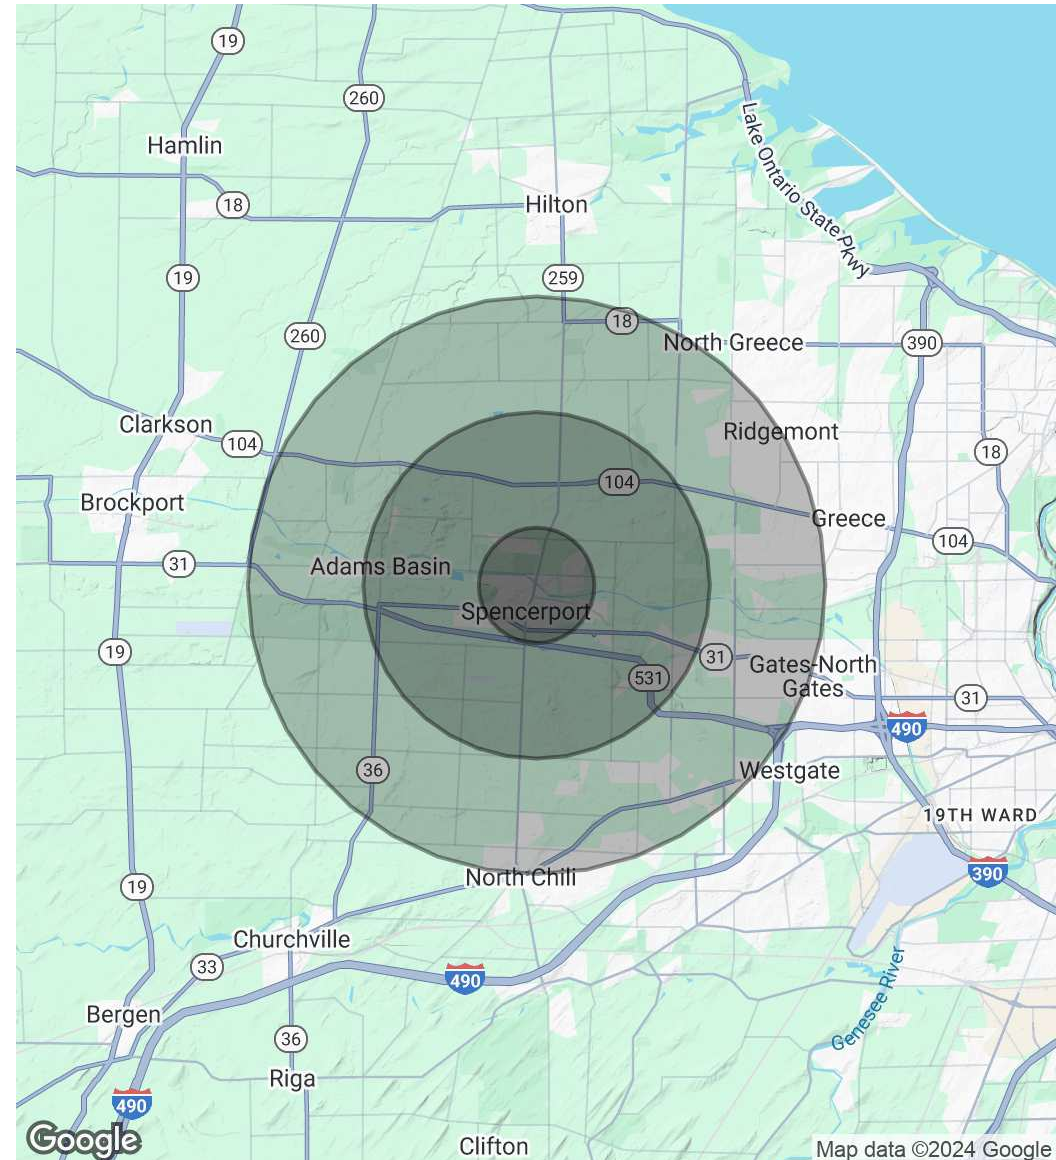 19
260
Hamlin
Lake Ontario State Pkwy
18
Hilton
19
259
260
18
North Greece
390
Clarkson
104
Ridgemont
18
Brockport
104
Greece
104
31
Adams Basin
Spencerport
19
31
Gates-North
Gates
531
31
490
36
Westgate
19TH WARD
390
North Chili
19
Churchville
33
490
Genesee River
Bergen
36
Riga
490
Google
Clifton
Map data ©2024 Google